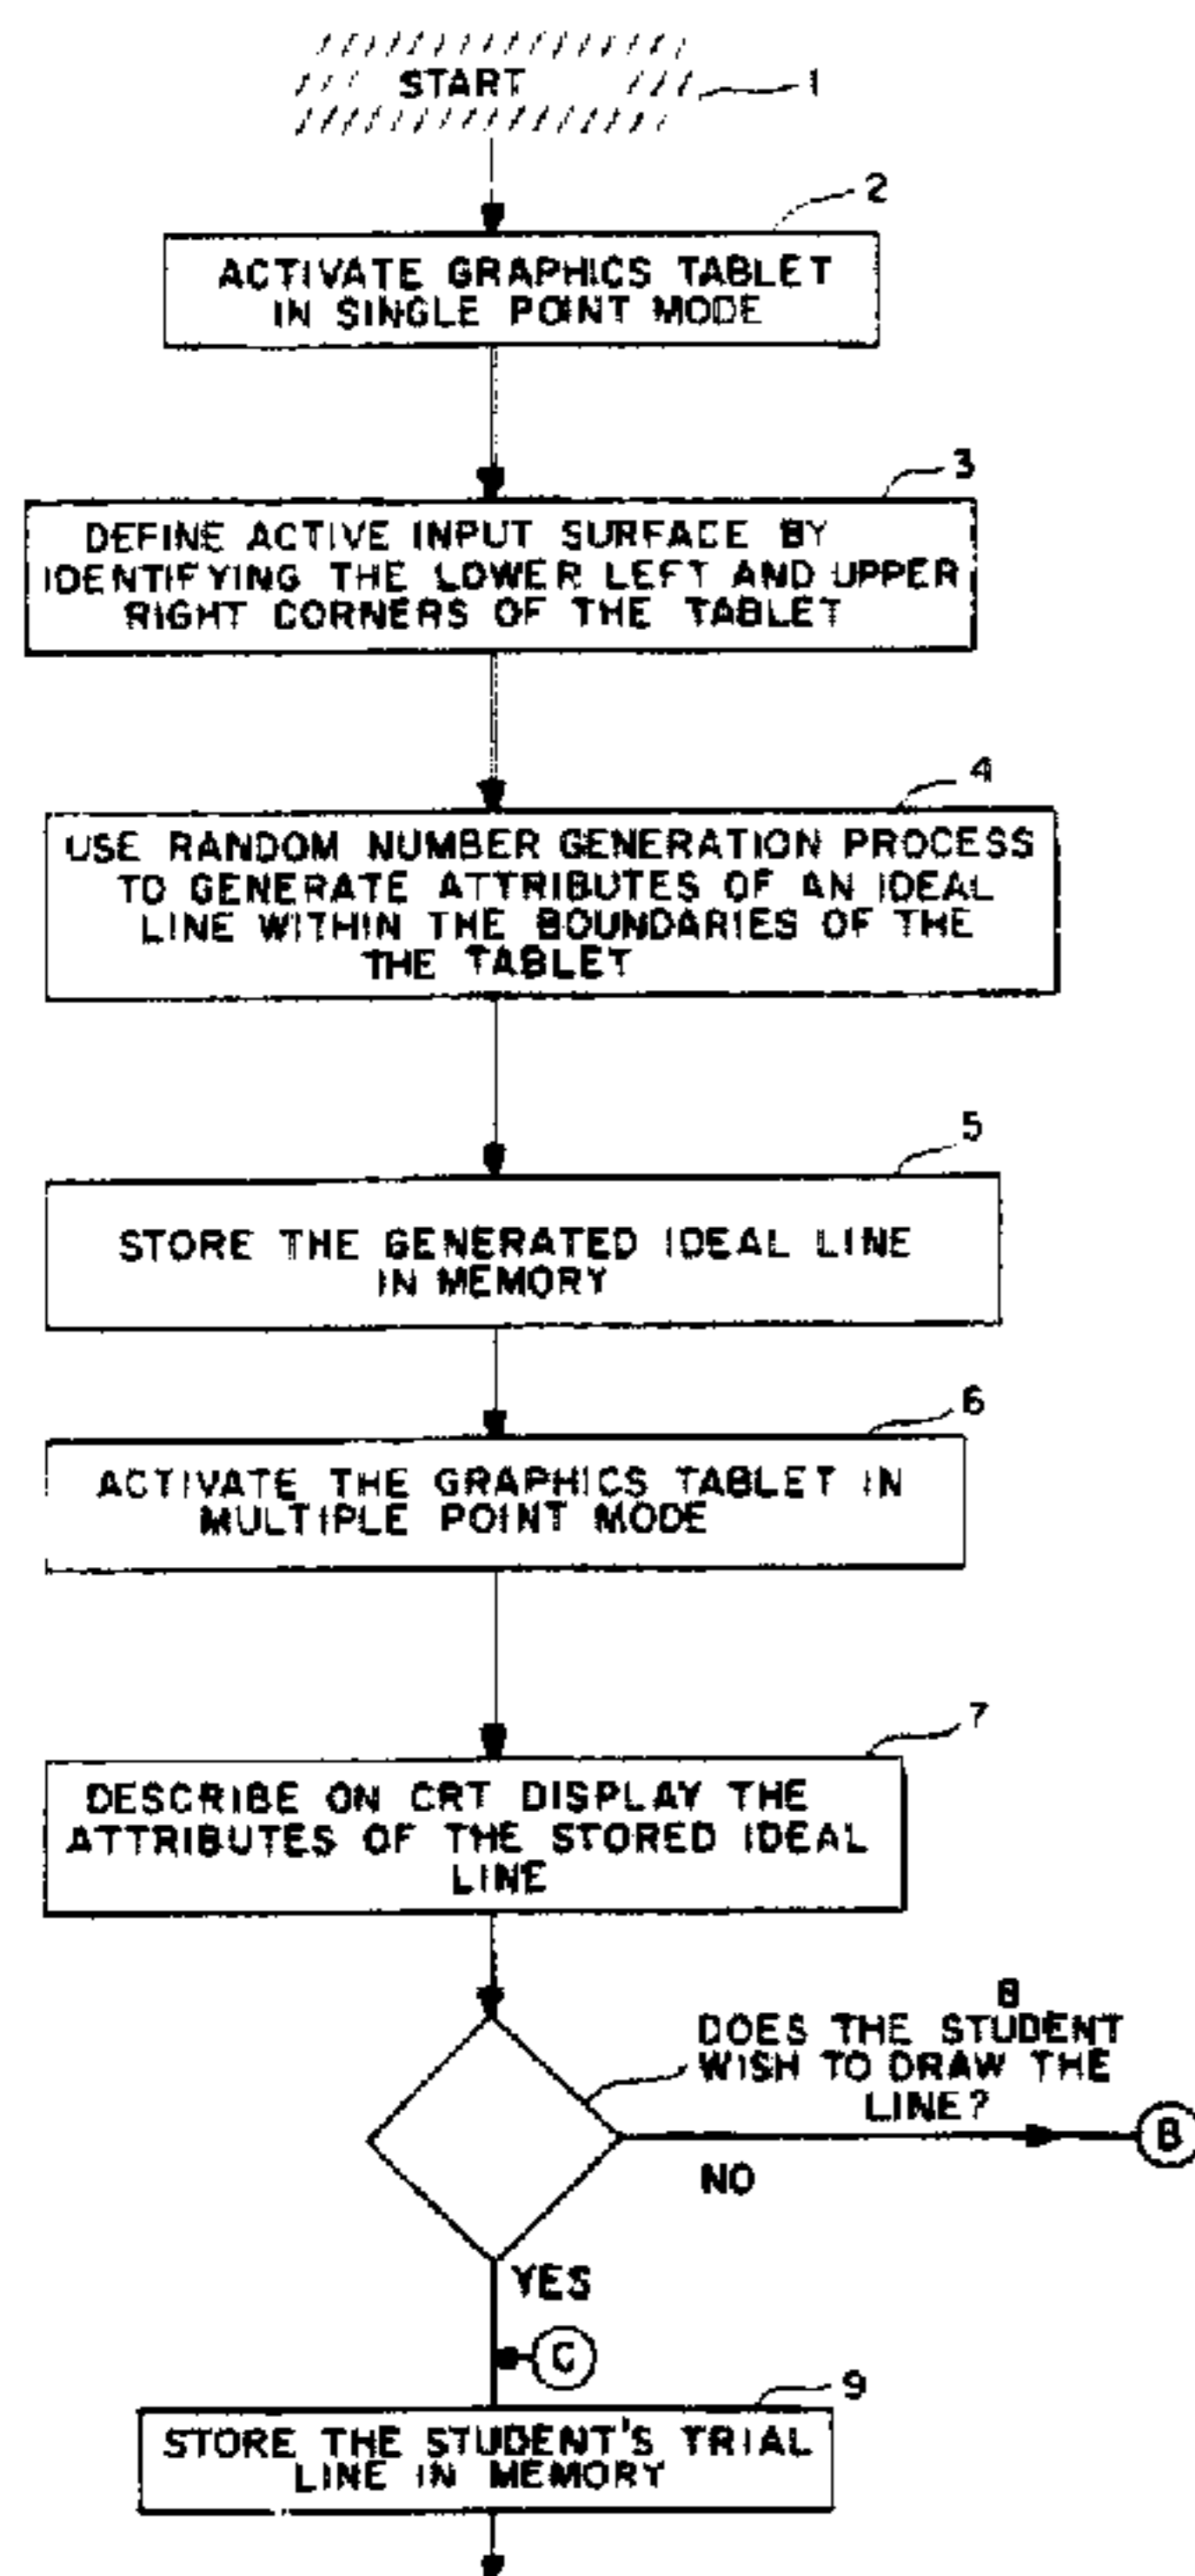 START
1
2
ACTIVATE GRAPHICS TABLET
IN SINGLE POINT MODE
3
DEFINE ACTIVE INPUT SURFACE BY
IDENTIFYING THE LOWER LEFT AND UPPER
RIGHT CORNERS OF THE TABLET
4
USE RANDOM NUMBER GENERATION PROCESS
TO GENERATE ATTRIBUTES OF AN IDEAL
LINE WITHIN THE BOUNDARIES OF THE
THE TABLET
5
STORE THE GENERATED IDEAL LINE
IN MEMORY
6
ACTIVATE THE GRAPHICS TABLET IN
MULTIPLE POINT MODE
7
DESCRIBE ON CRT DISPLAY THE
ATTRIBUTES OF THE STORED IDEAL
LINE
8
DOES THE STUDENT
WISH TO DRAW THE
LINE?
B
NO
YES
C
9
STORE THE STUDENT'S TRIAL
LINE IN MEMORY